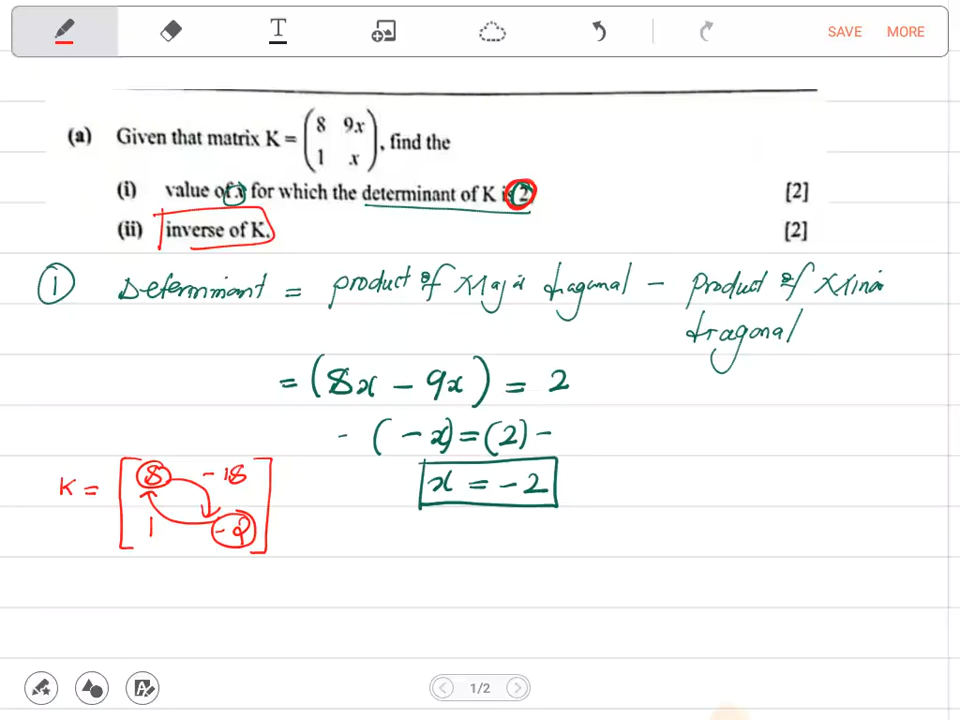 T SAVE MORE
(a) Given that matrix K = ( 8 9x
1 x ) , find the
(i) value of x for which the determinant of K is 2 [2]
(ii) inverse of K. [2]
① Determinant = product of Major diagonal – product of Minor
diagonal
= (8x – 9x) = 2
- ( -x) = (2) -
x = -2
K = [ 8 -18
1 -2 ]
1/2